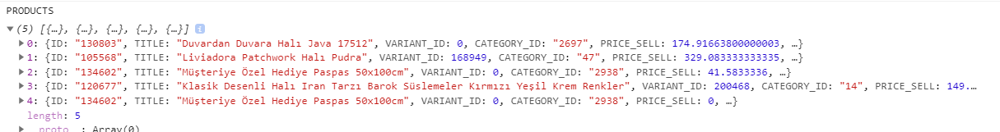 PRODUCTS
(5) [{…}, {…}, {…}, {…}, {…}] i
0: {ID: "130803", TITLE: "Duvardan Duvara Halı Java 17512", VARIANT_ID: 0, CATEGORY_ID: "2697", PRICE_SELL: 174.91663800000003, …}
1: {ID: "105568", TITLE: "Liviadora Patchwork Halı Pudra", VARIANT_ID: 168949, CATEGORY_ID: "47", PRICE_SELL: 329.083333333335, …}
2: {ID: "134602", TITLE: "Müşteriye Özel Hediye Paspas 50x100cm", VARIANT_ID: 0, CATEGORY_ID: "2938", PRICE_SELL: 41.5833336, …}
3: {ID: "120677", TITLE: "Klasik Desenli Halı Iran Tarzı Barok Süslemeler Kırmızı Yeşil Krem Renkler", VARIANT_ID: 200468, CATEGORY_ID: "14", PRICE_SELL: 149.…
4: {ID: "134602", TITLE: "Müşteriye Özel Hediye Paspas 50x100cm", VARIANT_ID: 0, CATEGORY_ID: "2938", PRICE_SELL: 0, …}
length: 5
__proto__: Array(0)